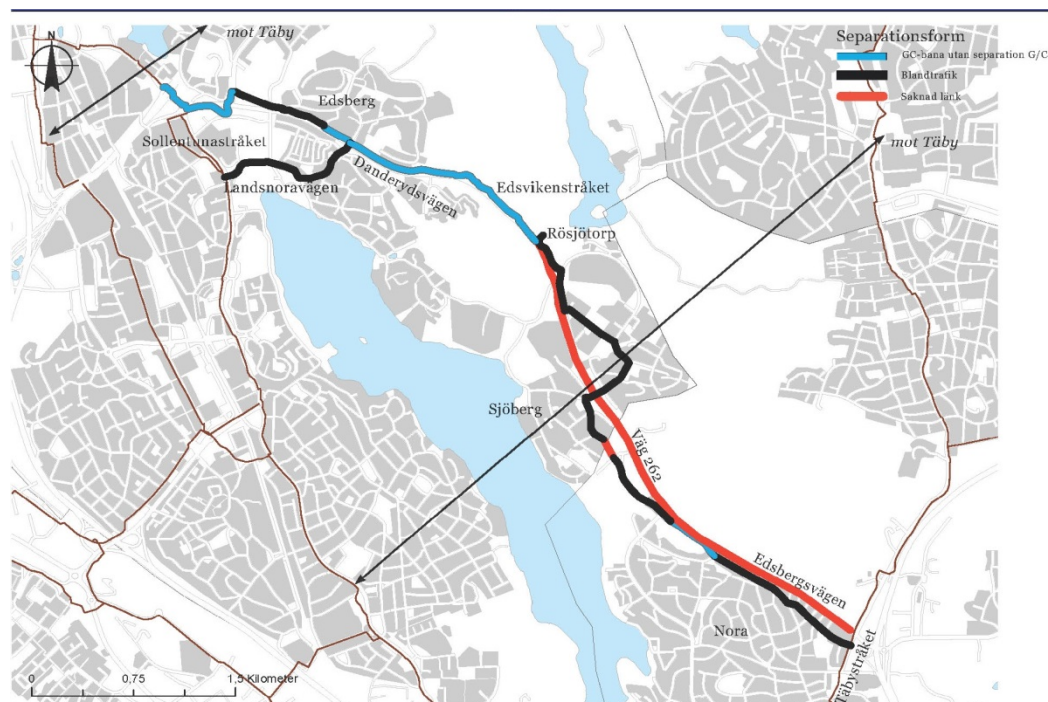 mot Täby
N
Separationsform
GC-bana utan separation G/C
Blandtrafik
Saknad länk
Edsberg
Sollentunastråket
mot Täby
Landsnoravägen
Danderydsvägen
Edsvikenstråket
Rösjötorp
Sjöberg
Väg 262
Edsbergsvägen
Nora
Täbystråket
0 0,75 1,5 Kilometer